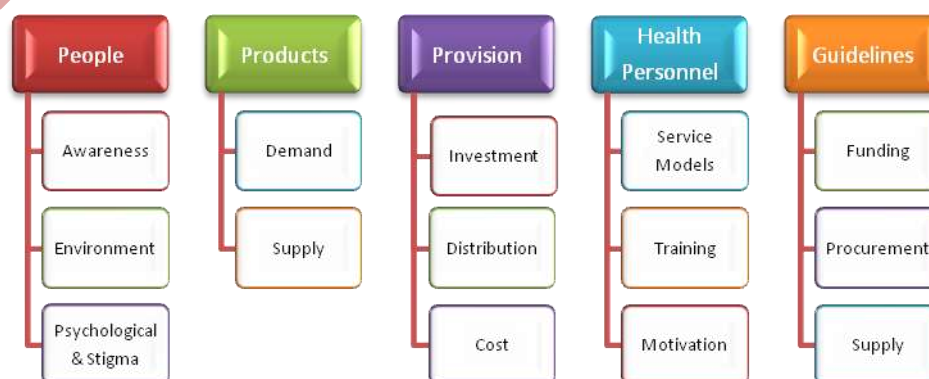 People
Awareness
Environment
Psychological
& Stigma
Products
Demand
Supply
Provision
Investment
Distribution
Cost
Health
Personnel
Service
Models
Training
Motivation
Guidelines
Funding
Procurement
Supply